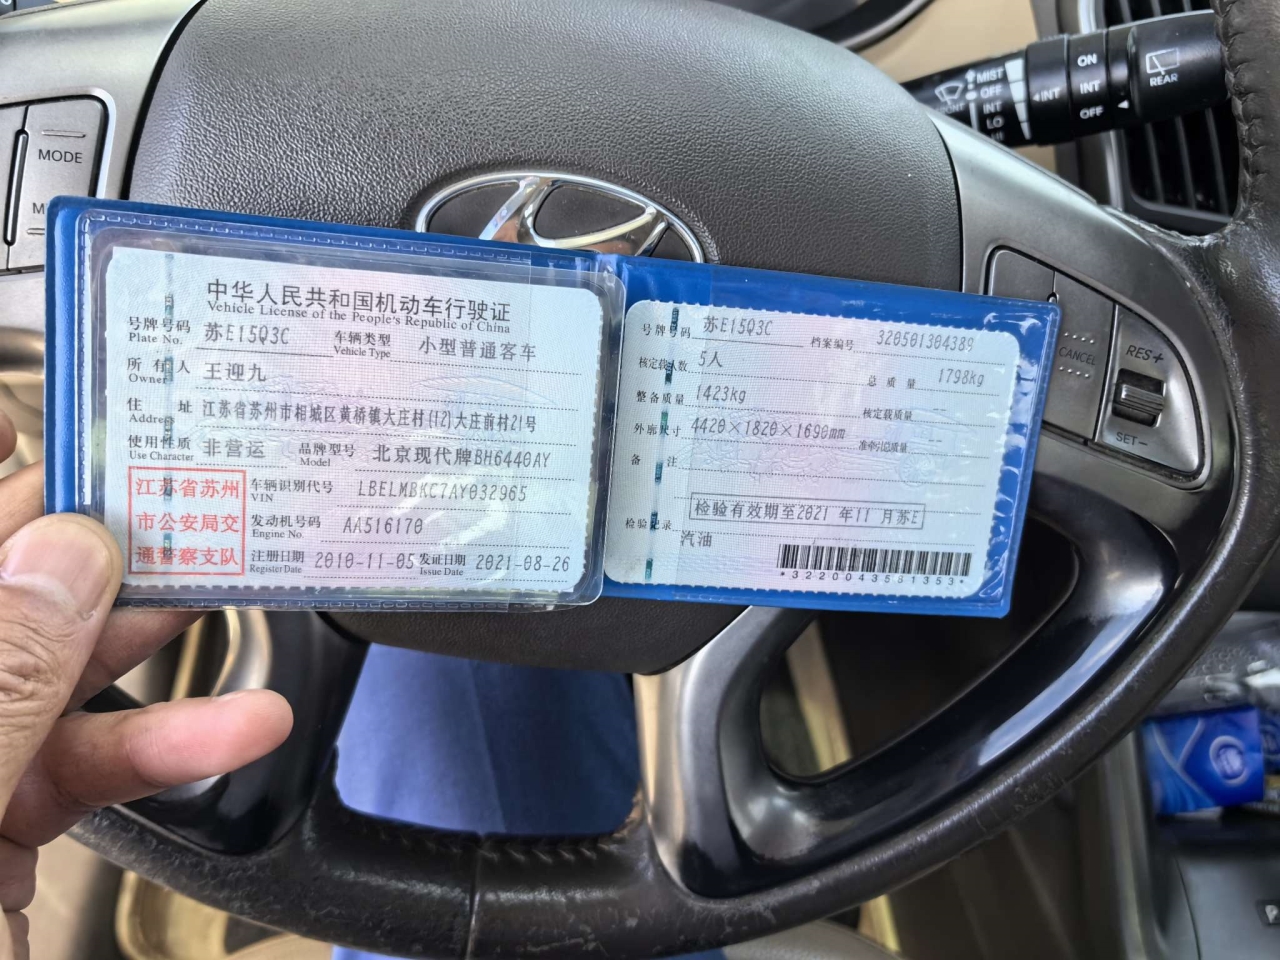 MIST
OFF
INT
LO
INT
ON
INT
OFF
REAR
MODE
中华人民共和国机动车行驶证
Vehicle License of the People's Republic of China
号牌号码 苏E15Q3C 车辆类型 小型普通客车
Plate No. Vehicle Type
所有人 王迎九
Owner
住址 江苏省苏州市相城区黄桥镇大庄村(12)大庄前村21号
Address
使用性质 非营运 品牌型号 北京现代牌BH6440AY
Use Character Model
江苏省苏州
市公安局交
通警察支队
车辆识别代号 LBELMBKC7AY032965
VIN
发动机号码 AA516170
Engine No.
注册日期 2010-11-05 发证日期 2021-08-26
Register Date Issue Date
号牌号码 苏E15Q3C 档案编号 320501304389
核定载人数 5人 总质量 1798kg
整备质量 1423kg 核定载质量 --
外廓尺寸 4420×1820×1690mm 准牵引总质量 --
备注
检验有效期至2021年11月苏E
检验记录
汽油
*3220043581353*
CANCEL
RES+
SET-